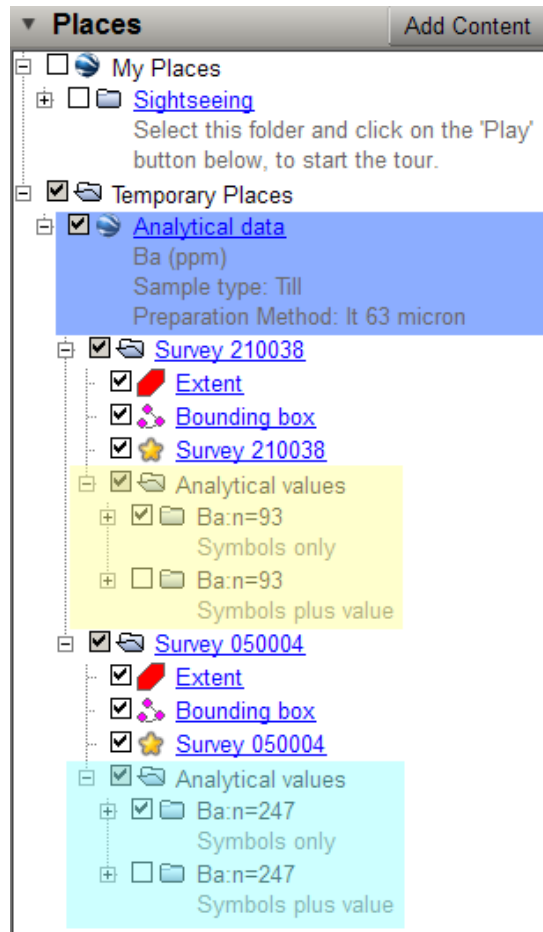 Places Add Content
My Places
Sightseeing
Select this folder and click on the 'Play'
button below, to start the tour.
Temporary Places
Analytical data
Ba (ppm)
Sample type: Till
Preparation Method: lt 63 micron
Survey 210038
Extent
Bounding box
Survey 210038
Analytical values
Ba:n=93
Symbols only
Ba:n=93
Symbols plus value
Survey 050004
Extent
Bounding box
Survey 050004
Analytical values
Ba:n=247
Symbols only
Ba:n=247
Symbols plus value